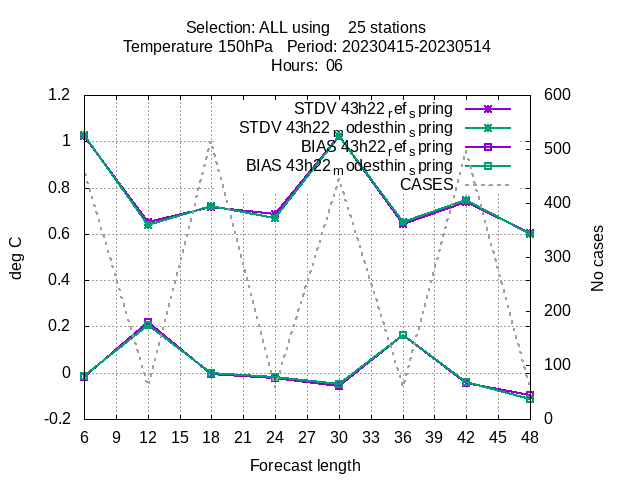 Selection: ALL using    25 stations
Temperature 150hPa   Period: 20230415-20230514
Hours: 06
STDV 43h22_ref_spring
STDV 43h22_modesthin_spring
BIAS 43h22_ref_spring
BIAS 43h22_modesthin_spring
CASES
1.2
1
0.8
0.6
0.4
0.2
0
-0.2
deg C
600
500
400
300
200
100
0
No cases
6 9 12 15 18 21 24 27 30 33 36 39 42 45 48
Forecast length